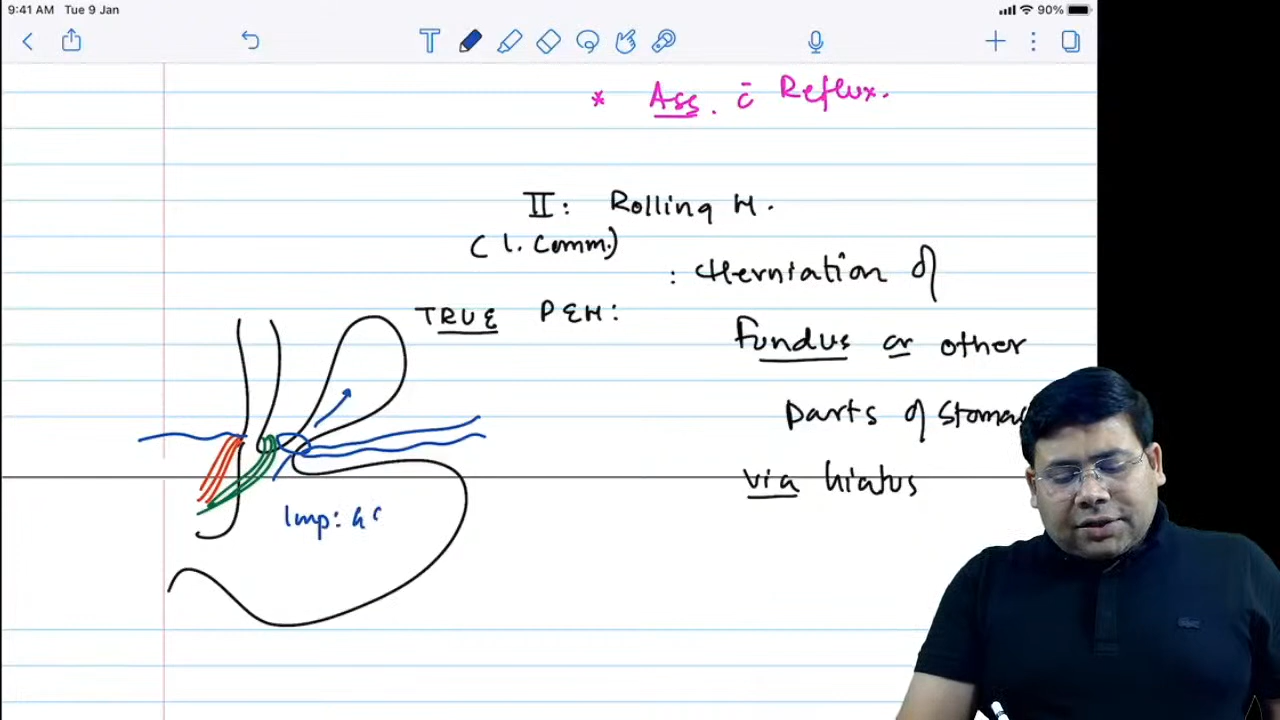 9:41 AM Tue 9 Jan
90%
* Ass. c̄ Reflux.
II: Rolling H.
(L. Comm.)
: Herniation of
TRUE PEH:
Fundus or other
parts of
via hiatus
Imp: